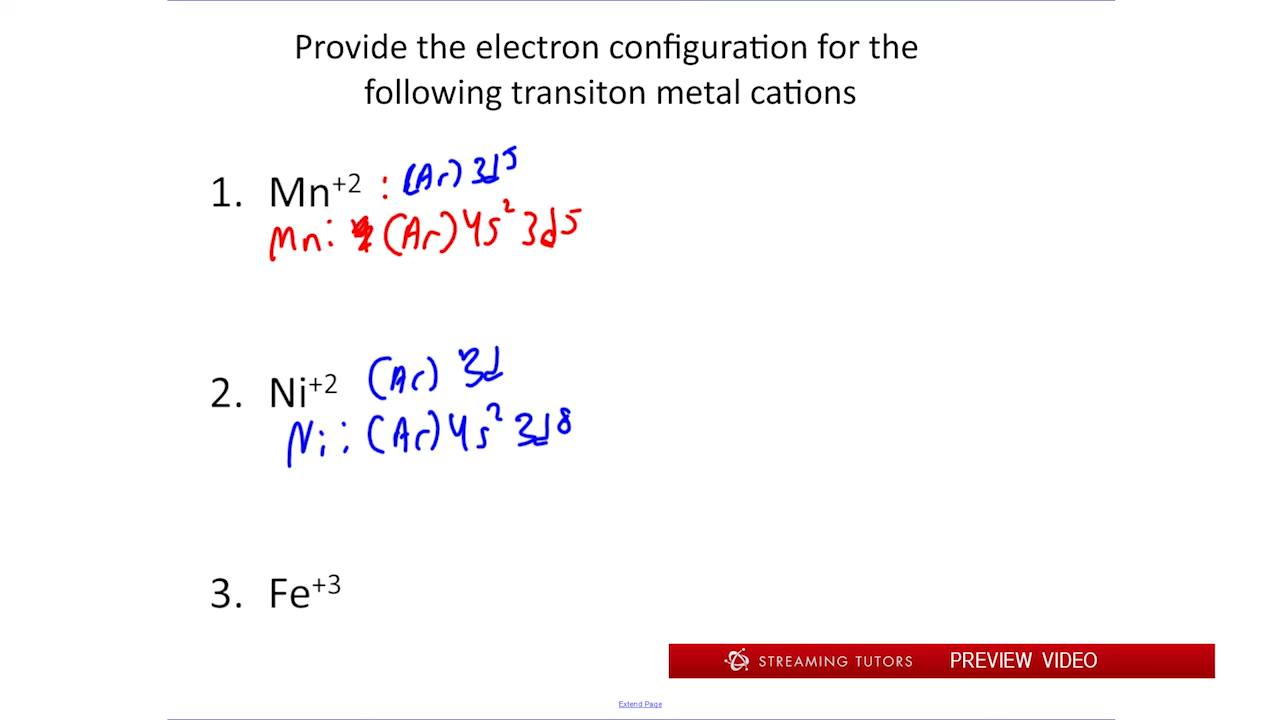 Provide the electron configuration for the
following transiton metal cations
1. Mn⁺² : (Ar) 3d⁵
Mn: (Ar) 4s² 3d⁵
2. Ni⁺² (Ar) 3d
Ni: (Ar) 4s² 3d⁸
3. Fe⁺³
STREAMING TUTORS PREVIEW VIDEO
Extend Page